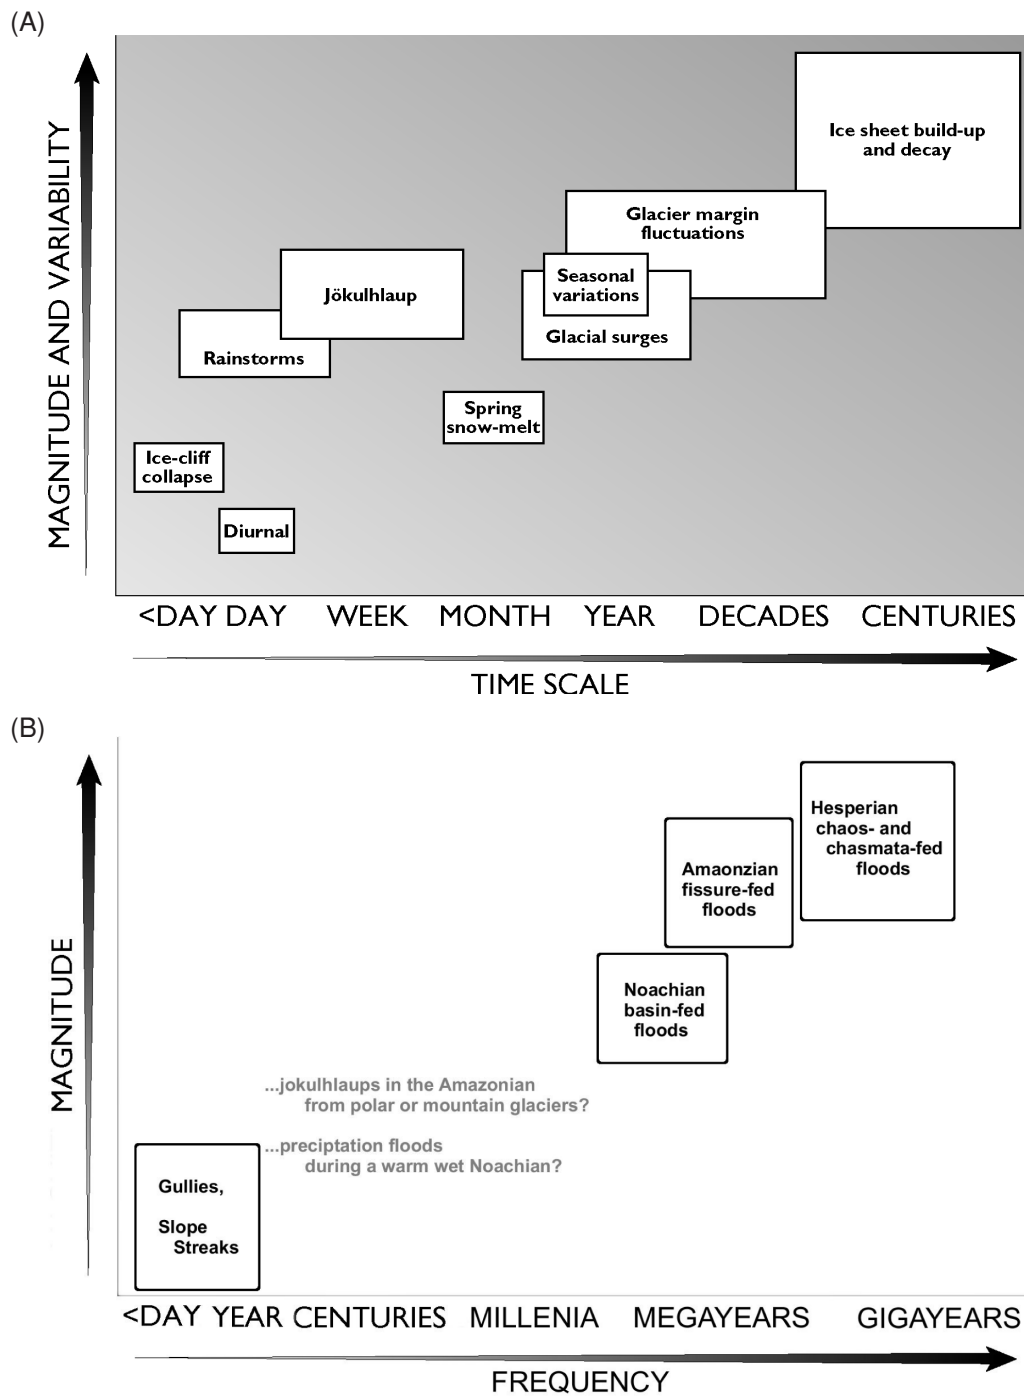 (A)
MAGNITUDE AND VARIABILITY
Ice sheet build-up
and decay
Glacier margin
fluctuations
Jökulhlaup
Seasonal
variations
Glacial surges
Rainstorms
Spring
snow-melt
Ice-cliff
collapse
Diurnal
<DAY DAY WEEK MONTH YEAR DECADES CENTURIES
TIME SCALE
(B)
MAGNITUDE
Hesperian
chaos- and
chasmata-fed
floods
Amaonzian
fissure-fed
floods
Noachian
basin-fed
floods
...jokulhlaups in the Amazonian
from polar or mountain glaciers?
...preciptation floods
during a warm wet Noachian?
Gullies,
Slope
Streaks
<DAY YEAR CENTURIES MILLENIA MEGAYEARS GIGAYEARS
FREQUENCY